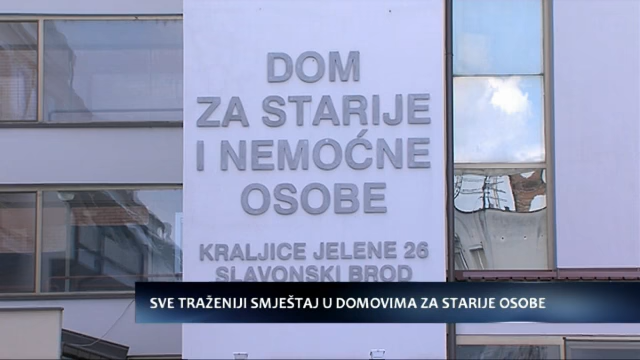 DOM
ZA STARIJE
I NEMOĆNE
OSOBE
KRALJICE JELENE 26
SLAVONSKI BROD
SVE TRAŽENIJI SMJEŠTAJ U DOMOVIMA ZA STARIJE OSOBE